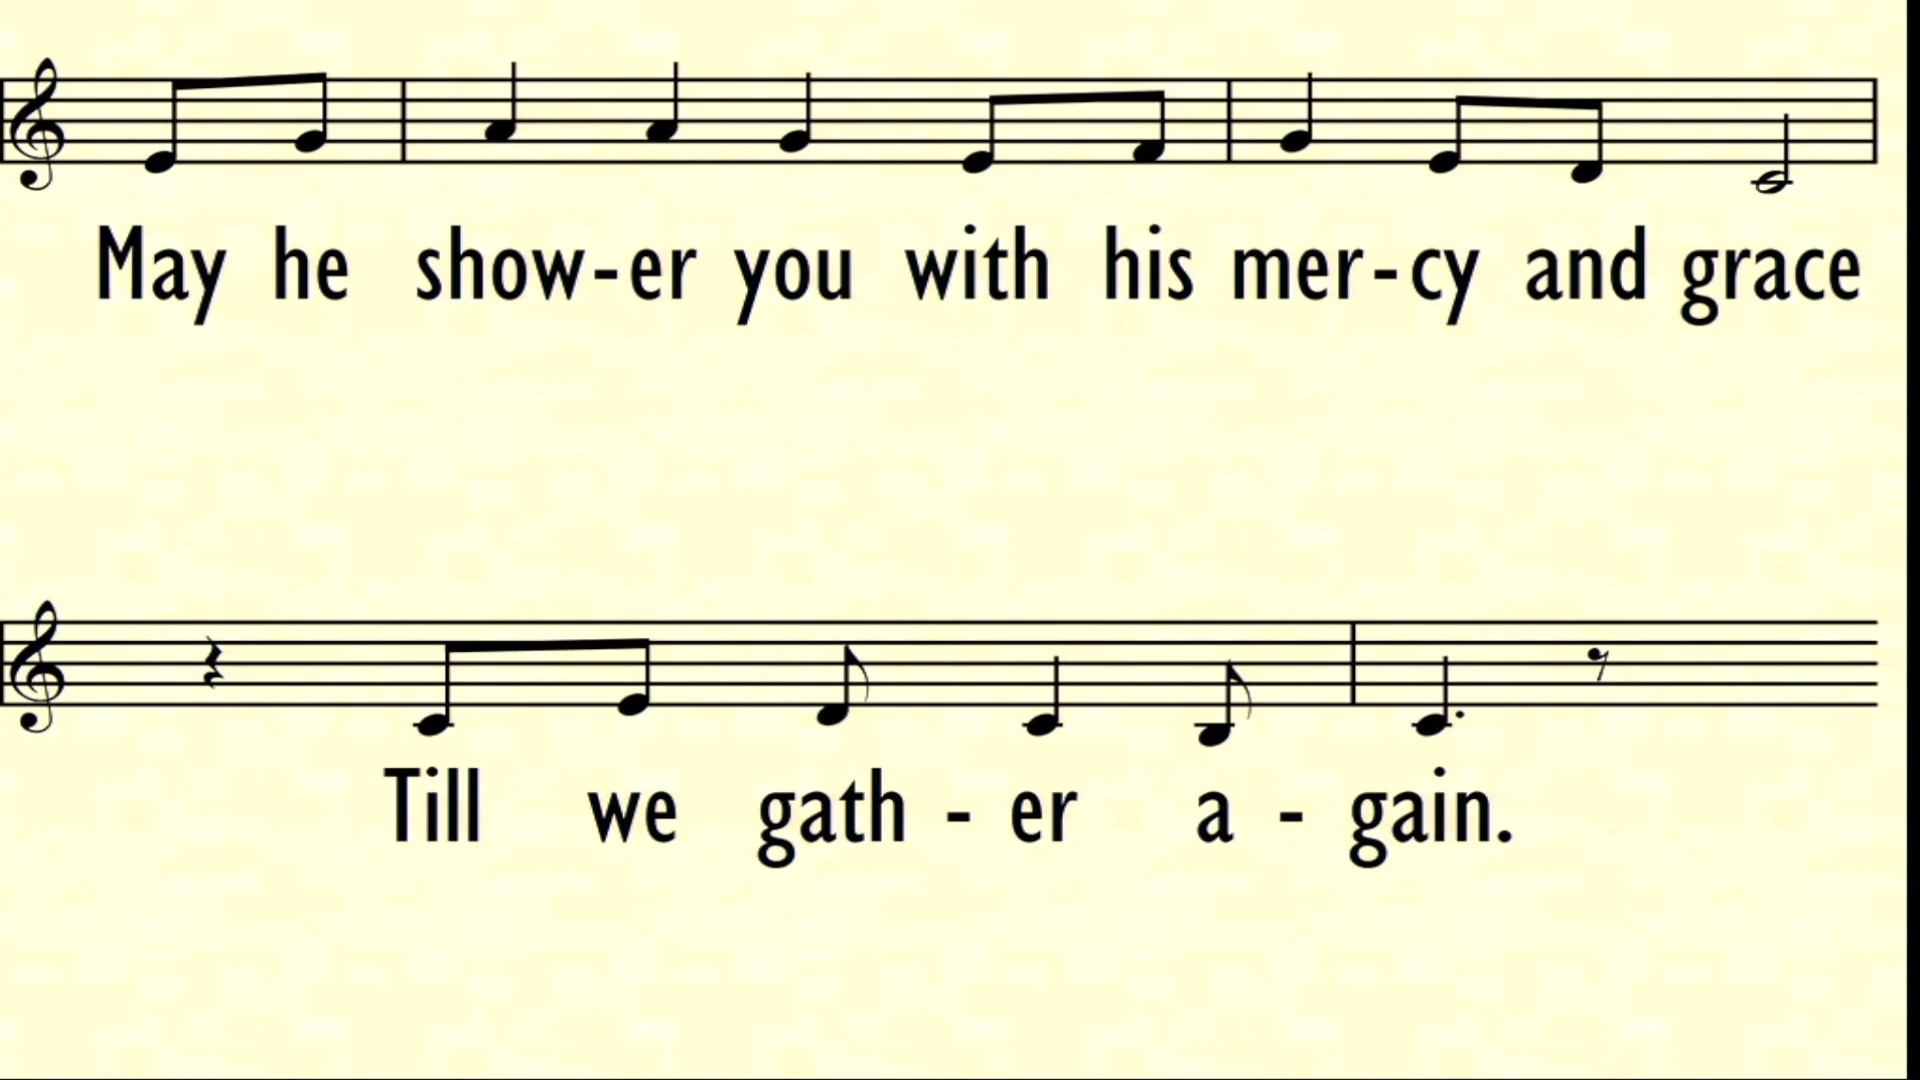 May he show-er you with his mer-cy and grace
Till we gath - er a - gain.